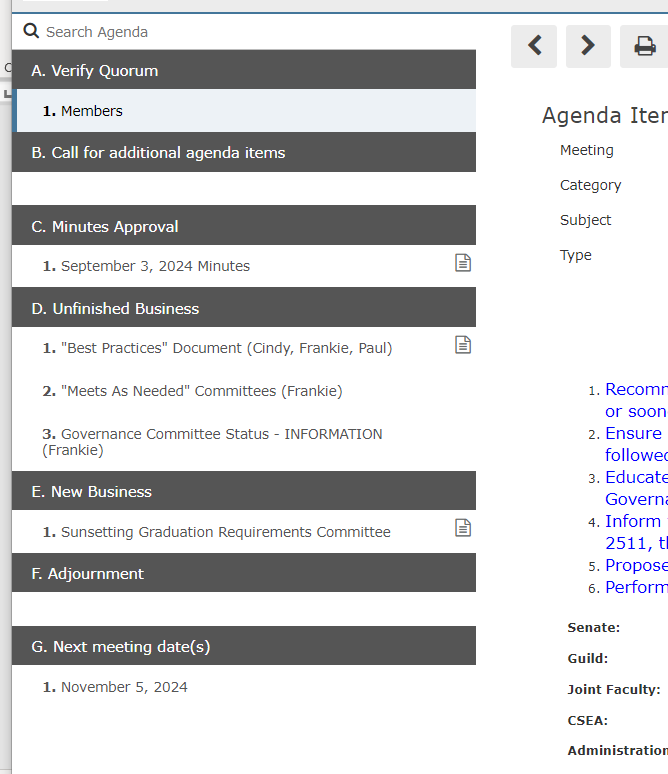 Search Agenda
A. Verify Quorum
1. Members
B. Call for additional agenda items
C. Minutes Approval
1. September 3, 2024 Minutes
D. Unfinished Business
1. "Best Practices" Document (Cindy, Frankie, Paul)
2. "Meets As Needed" Committees (Frankie)
3. Governance Committee Status - INFORMATION
(Frankie)
E. New Business
1. Sunsetting Graduation Requirements Committee
F. Adjournment
G. Next meeting date(s)
1. November 5, 2024
Agenda Iter
Meeting
Category
Subject
Type
1. Recomm
or soon
2. Ensure
followed
3. Educate
Governa
4. Inform
2511, th
5. Propose
6. Perform
Senate:
Guild:
Joint Faculty:
CSEA:
Administration